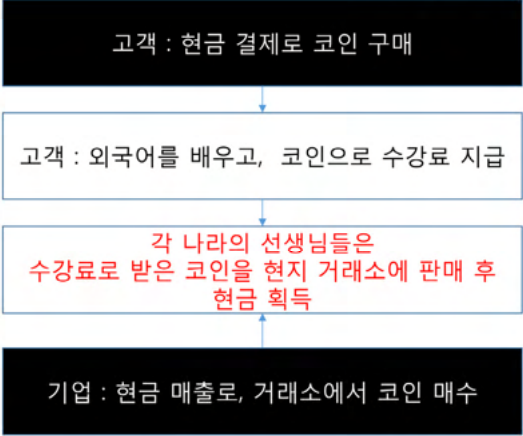 고객 : 현금 결제로 코인 구매
고객 : 외국어를 배우고, 코인으로 수강료 지급
각 나라의 선생님들은
수강료로 받은 코인을 현지 거래소에 판매 후
현금 획득
기업 : 현금 매출로, 거래소에서 코인 매수